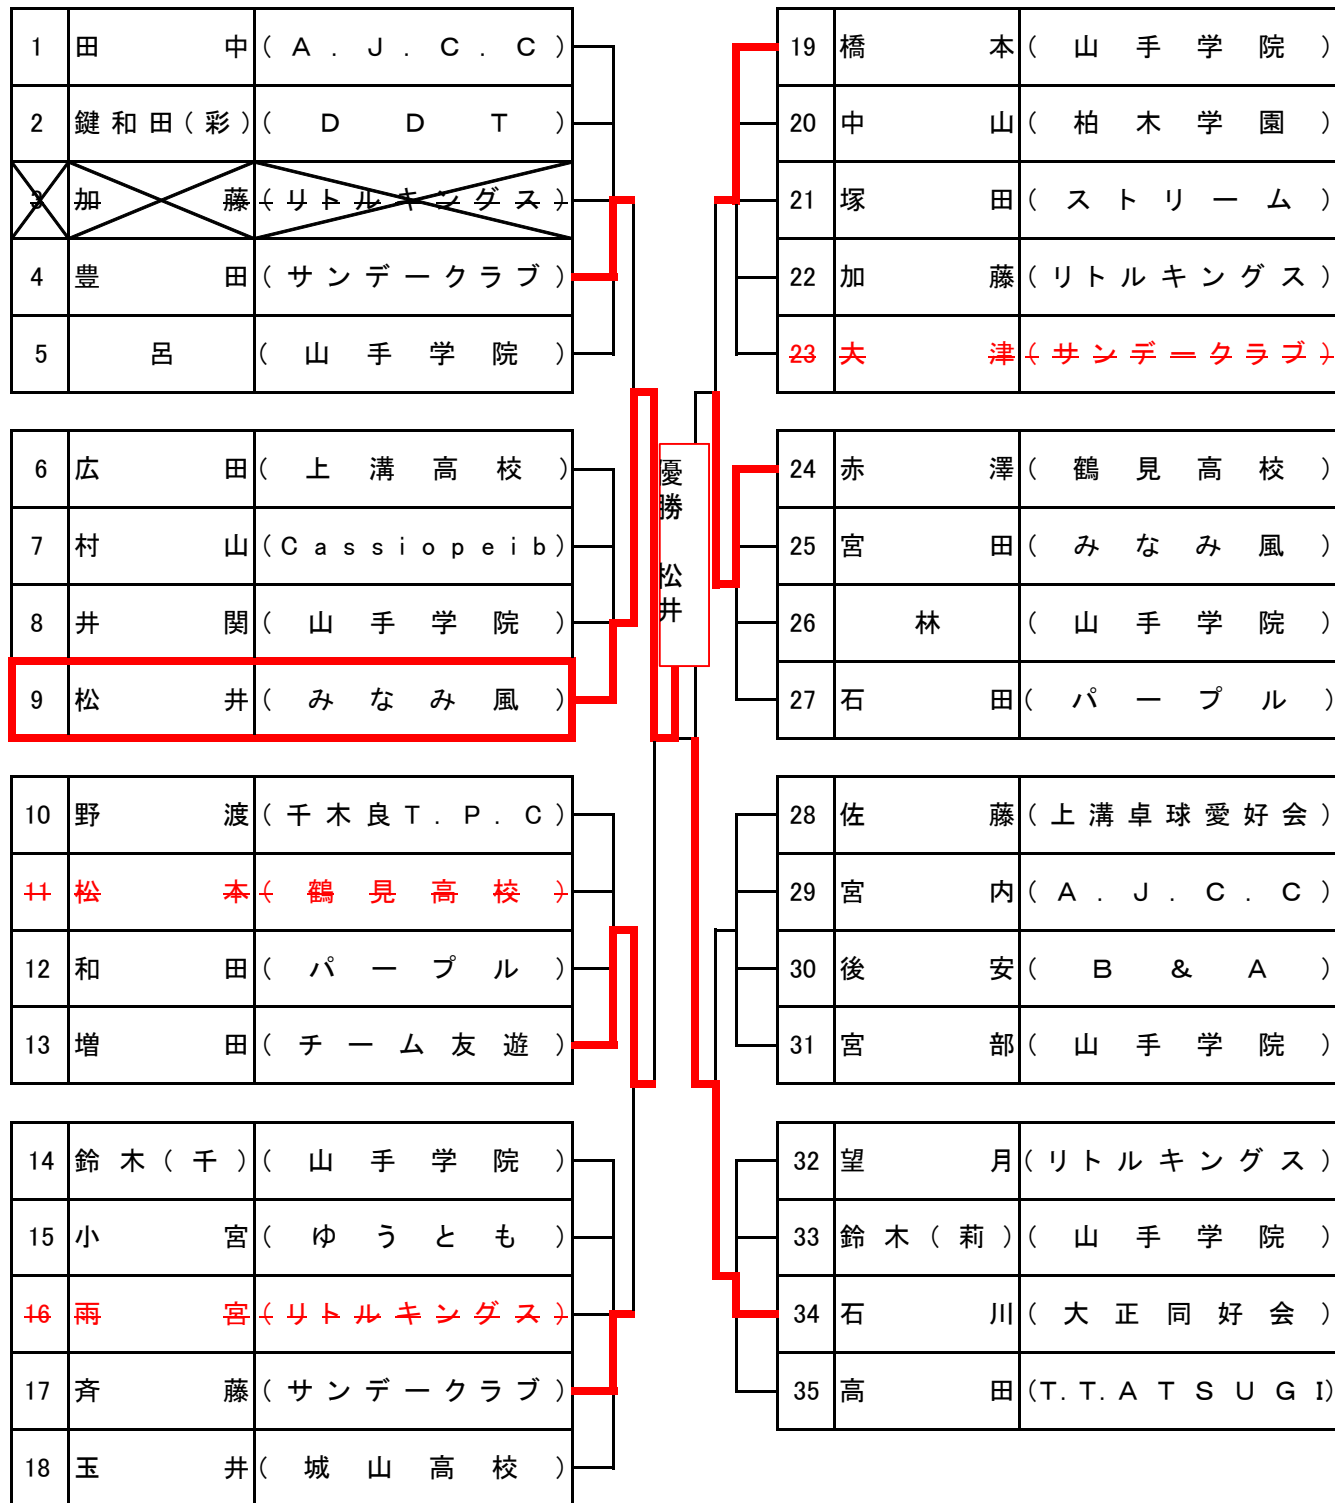 1 田中 (A.J.C.C)
2 鍵和田(彩) (DDT)
3 加藤 (リトルキングス)
4 豊田 (サンデークラブ)
5 呂 (山手学院)
6 広田 (上溝高校)
7 村山 (Cassiopeib)
8 井関 (山手学院)
9 松井 (みなみ風)
10 野渡 (千木良T.P.C)
11 松本 (鶴見高校)
12 和田 (パープル)
13 増田 (チーム友遊)
14 鈴木(千) (山手学院)
15 小宮 (ゆうとも)
16 雨宮 (リトルキングス)
17 斉藤 (サンデークラブ)
18 玉井 (城山高校)
優勝 松井
19 橋本 (山手学院)
20 中山 (柏木学園)
21 塚田 (ストリーム)
22 加藤 (リトルキングス)
23 大津 (サンデークラブ)
24 赤澤 (鶴見高校)
25 宮田 (みなみ風)
26 林 (山手学院)
27 石田 (パープル)
28 佐藤 (上溝卓球愛好会)
29 宮内 (A.J.C.C)
30 後安 (B&A)
31 宮部 (山手学院)
32 望月 (リトルキングス)
33 鈴木(莉) (山手学院)
34 石川 (大正同好会)
35 高田 (T.T.ATSUGI)